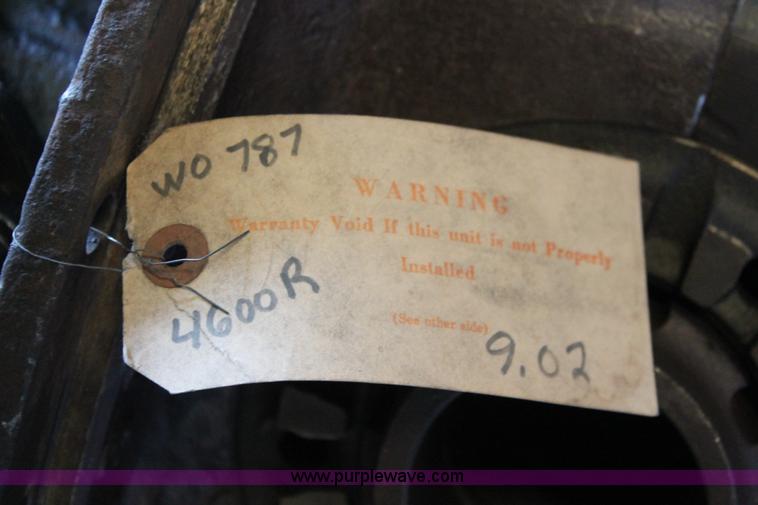 WO 787
WARNING
Warranty Void If this unit is not Properly
Installed
4600R
(See other side)
9.02
www.purplewave.com